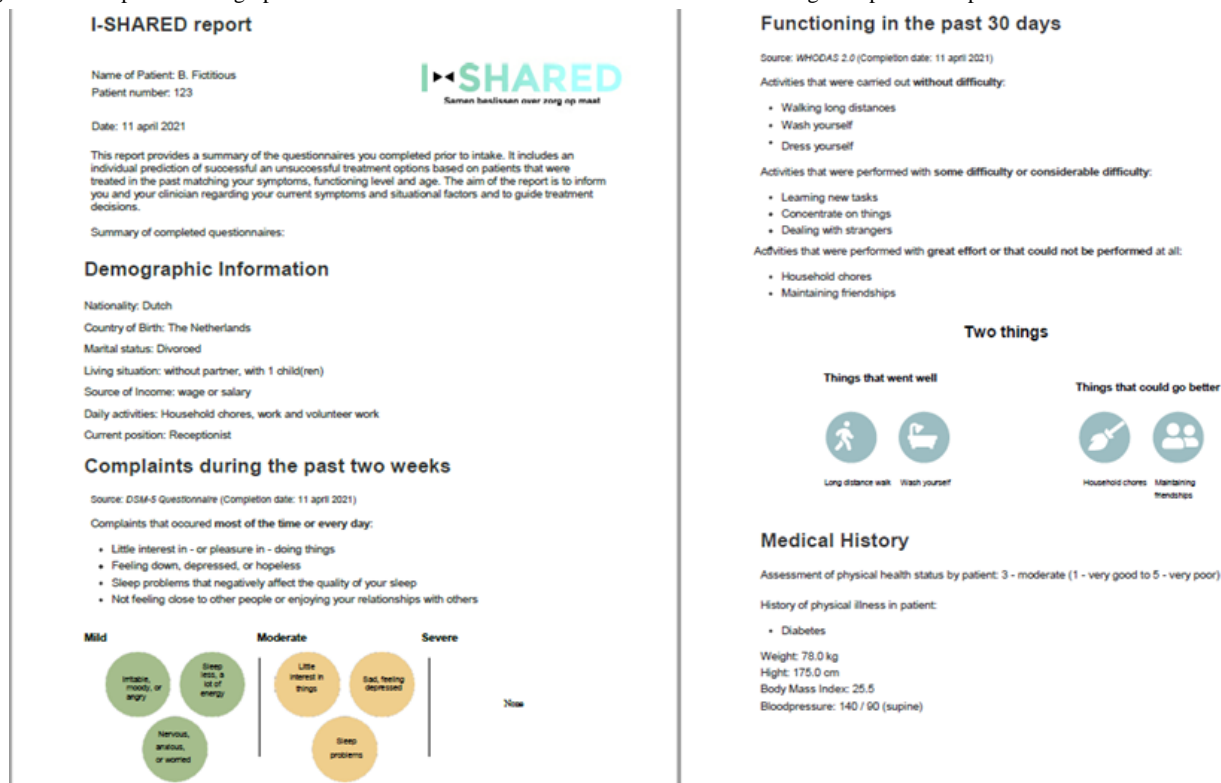 I-SHARED report
Name of Patient: B. Fictitious
Patient number: 123
I SHARED
Samen beslissen over zorg op maat
Date: 11 april 2021
This report provides a summary of the questionnaires you completed prior to intake. It includes an
individual prediction of successful an unsuccessful treatment options based on patients that were
treated in the past matching your symptoms, functioning level and age. The aim of the report is to inform
you and your clinician regarding your current symptoms and situational factors and to guide treatment
decisions.
Summary of completed questionnaires:
Demographic Information
Nationality: Dutch
Country of Birth: The Netherlands
Marital status: Divorced
Living situation: without partner, with 1 child(ren)
Source of Income: wage or salary
Daily activities: Household chores, work and volunteer work
Current position: Receptionist
Complaints during the past two weeks
Source: DSM-5 Questionnaire (Completion date: 11 april 2021)
Complaints that occured most of the time or every day:
• Little interest in - or pleasure in - doing things
• Feeling down, depressed, or hopeless
• Sleep problems that negatively affect the quality of your sleep
• Not feeling close to other people or enjoying your relationships with others
Mild
Moderate
Severe
Irritable,
moody, or
angry
Sleep
less, a
lot of
energy
Nervous,
anxious,
or worried
Little
interest in
things
Sad, feeling
depressed
Sleep
problems
None
Functioning in the past 30 days
Source: WHODAS 2.0 (Completion date: 11 april 2021)
Activities that were carried out without difficulty:
• Walking long distances
• Wash yourself
• Dress yourself
Activities that were performed with some difficulty or considerable difficulty:
• Learning new tasks
• Concentrate on things
• Dealing with strangers
Activities that were performed with great effort or that could not be performed at all:
• Household chores
• Maintaining friendships
Two things
Things that went well
Things that could go better
Long distance walk
Wash yourself
Household chores
Maintaining
friendships
Medical History
Assessment of physical health status by patient: 3 - moderate (1 - very good to 5 - very poor)
History of physical illness in patient:
• Diabetes
Weight: 78.0 kg
Hight: 175.0 cm
Body Mass Index: 25.5
Bloodpressure: 140 / 90 (supine)